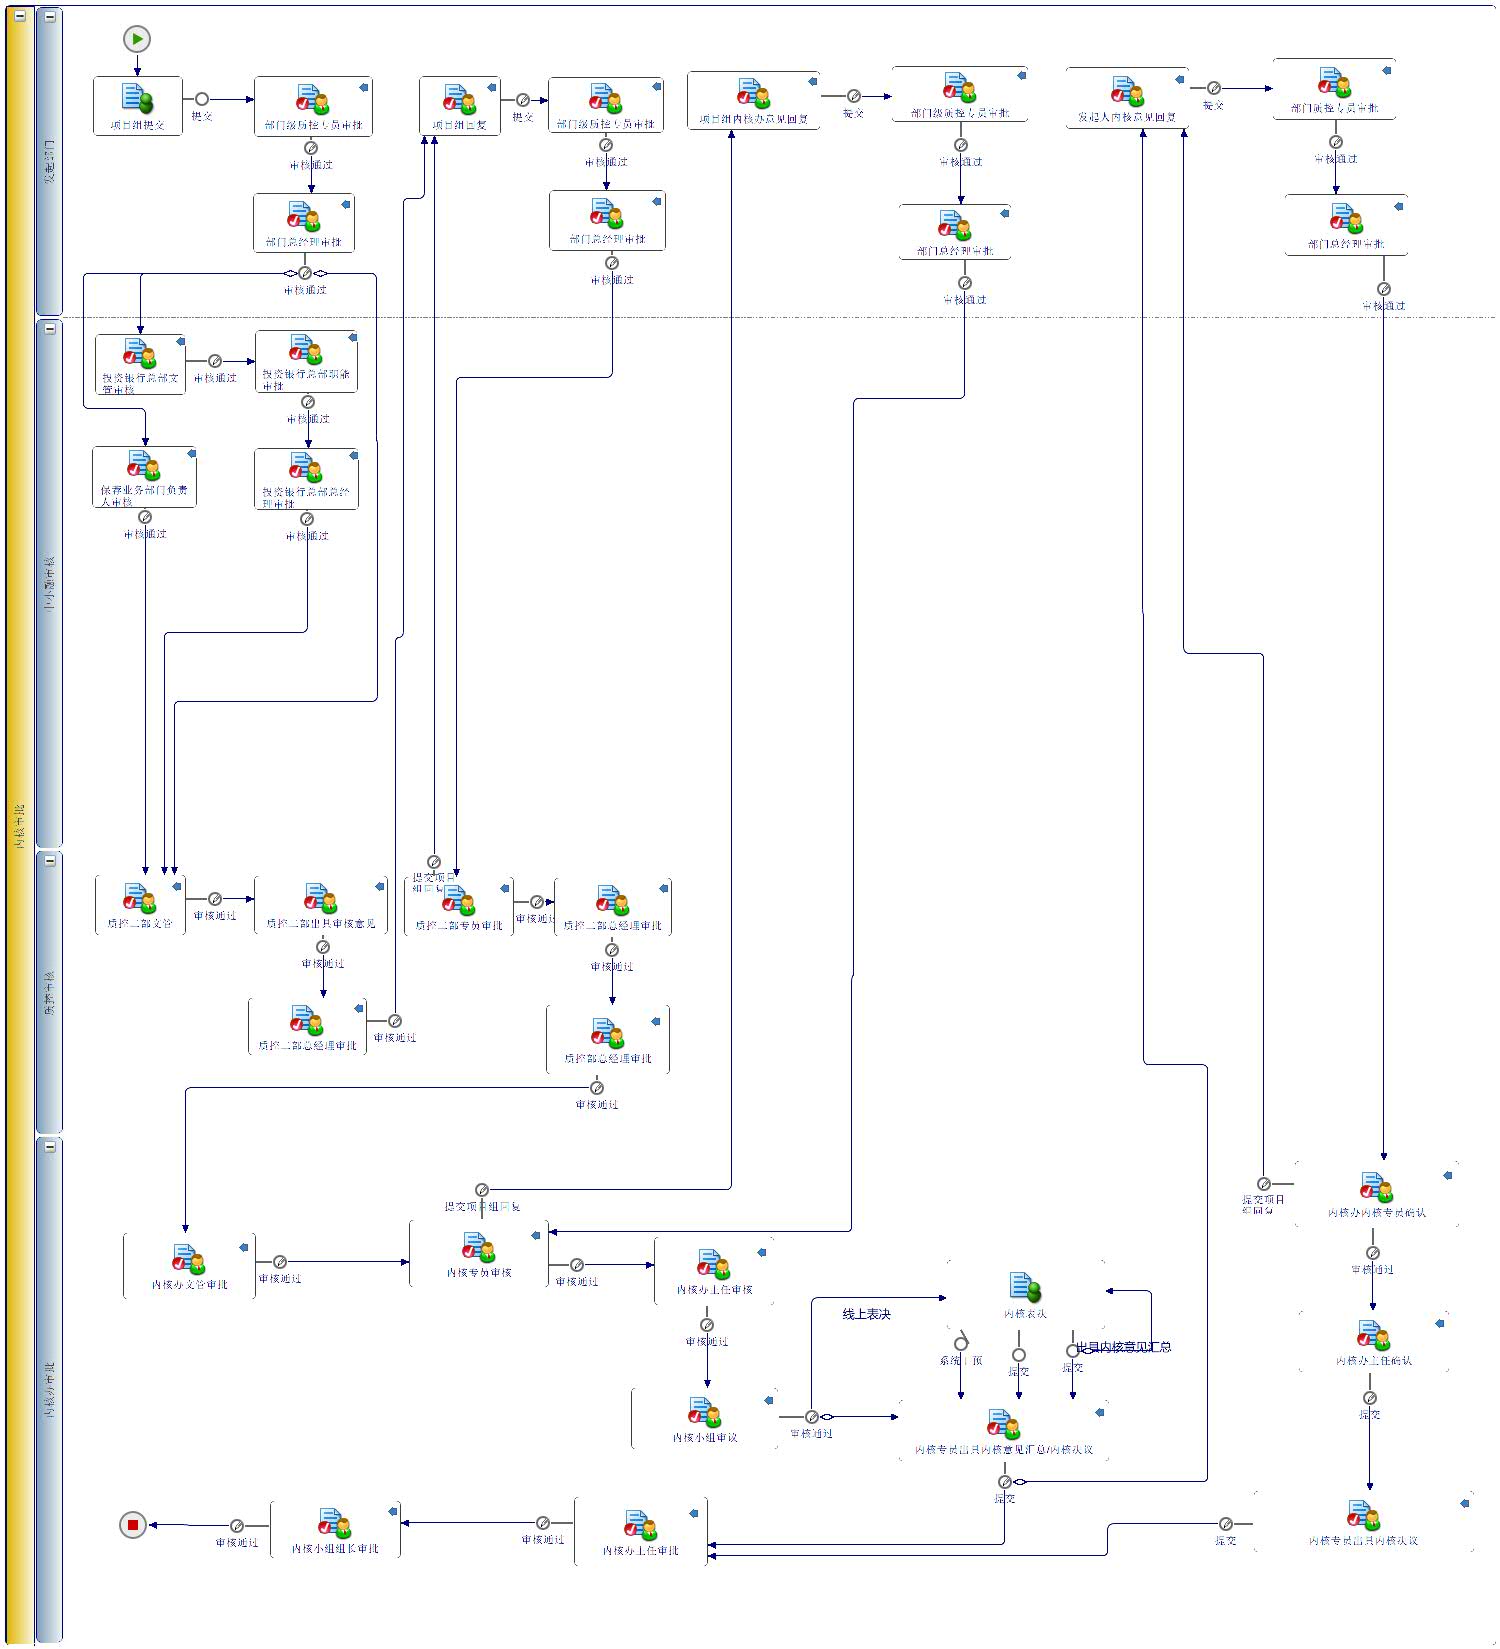 内核审批
发起部门
项目组提交
提交
部门级质控专员审批
审核通过
部门总经理审批
审核通过
项目组回复
提交
部门级质控专员审批
审核通过
部门总经理审批
审核通过
项目组内核办意见回复
提交
部门级质控专员审批
审核通过
部门总经理审批
审核通过
发起人内核意见回复
提交
部门质控专员审批
审核通过
部门总经理审批
审核通过
中小融审核
投资银行总部文
管审核
审核通过
投资银行总部职能
审批
审核通过
保荐业务部门负责
人审核
审核通过
投资银行总部总经
理审批
审核通过
质控审核
质控二部文管
审核通过
质控二部出具审核意见
审核通过
质控二部总经理审批
审核通过
提交项目
组回复
质控二部专员审批
审核通过
质控二部总经理审批
审核通过
质控部总经理审批
审核通过
内核办审批
内核办文管审批
审核通过
提交项目组回复
内核专员审核
审核通过
内核办主任审核
审核通过
内核小组审议
审核通过
线上表决
内核表决
系统干预
提交
提交
出具内核意见汇总
内核专员出具内核意见汇总/内核决议
提交
提交项目
组回复
内核办内核专员确认
审核通过
内核办主任确认
提交
内核专员出具内核决议
提交
内核办主任审批
审核通过
内核小组组长审批
审核通过